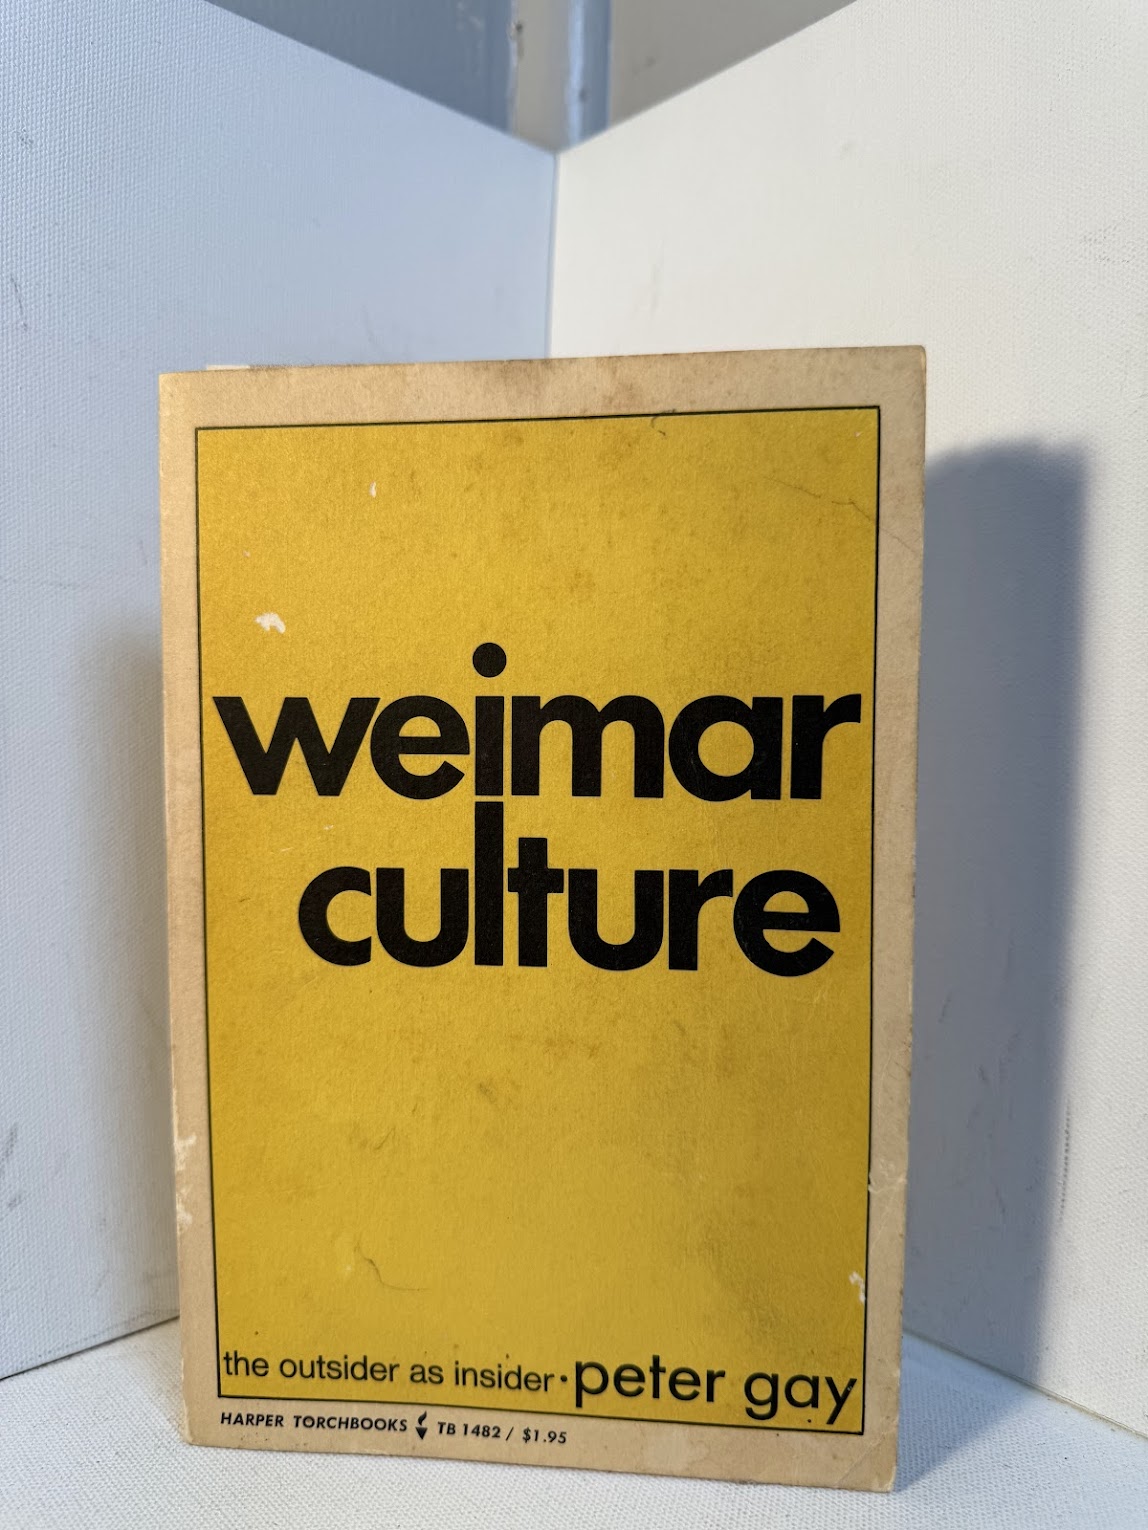 weimar
culture
the outsider as insider · peter gay
HARPER TORCHBOOKS TB 1482 / $1.95